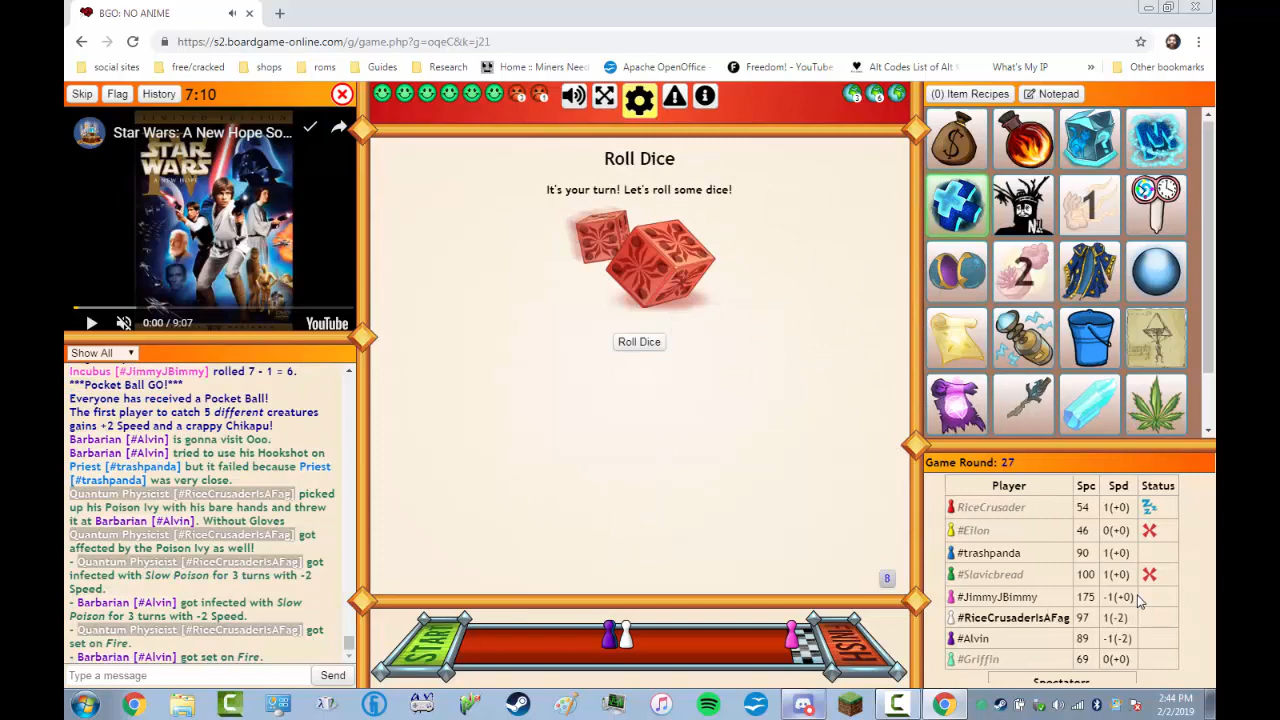 BGO: NO ANIME
https://s2.boardgame-online.com/g/game.php?g=oqeC&k=j21
social sites
free/cracked
shops
roms
Guides
Research
Home :: Miners Need
Apache OpenOffice -
Freedom! - YouTube
Alt Codes List of Alt
What's My IP
»
Other bookmarks
Skip
Flag
History
7:10
Star Wars: A New Hope So...
STAR WARS
A NEW HOPE
0:00 / 9:07
YouTube
Show All
Incubus [#JimmyJBimmy] rolled 7 - 1 = 6.
***Pocket Ball GO!***
Everyone has received a Pocket Ball!
The first player to catch 5 different creatures
gains +2 Speed and a crappy Chikapu!
Barbarian [#Alvin] is gonna visit Ooo.
Barbarian [#Alvin] tried to use his Hookshot on
Priest [#trashpanda] but it failed because Priest
[#trashpanda] was very close.
Quantum Physicist [#RiceCrusaderIsAFag] picked
up his Poison Ivy with his bare hands and threw
it at Barbarian [#Alvin]. Without Gloves
Quantum Physicist [#RiceCrusaderIsAFag] got
affected by the Poison Ivy as well!
- Quantum Physicist [#RiceCrusaderIsAFag] got
infected with Slow Poison for 3 turns with -2
Speed.
- Barbarian [#Alvin] got infected with Slow
Poison for 3 turns with -2 Speed.
- Quantum Physicist [#RiceCrusaderIsAFag] got
set on Fire.
- Barbarian [#Alvin] got set on Fire.
Type a message
Send
Roll Dice
It's your turn! Let's roll some dice!
Roll Dice
8
START
FINISH
(0) Item Recipes
Notepad
N!
1
2
Game Round: 27
Player Spc Spd Status
RiceCrusader 54 1(+0)
#Eilon 46 0(+0)
#trashpanda 90 1(+0)
#Slavicbread 100 1(+0)
#JimmyJBimmy 175 -1(+0)
#RiceCrusaderIsAFag 97 1(-2)
#Alvin 89 -1(-2)
#Griffin 69 0(+0)
Spectators
2:44 PM
2/2/2019